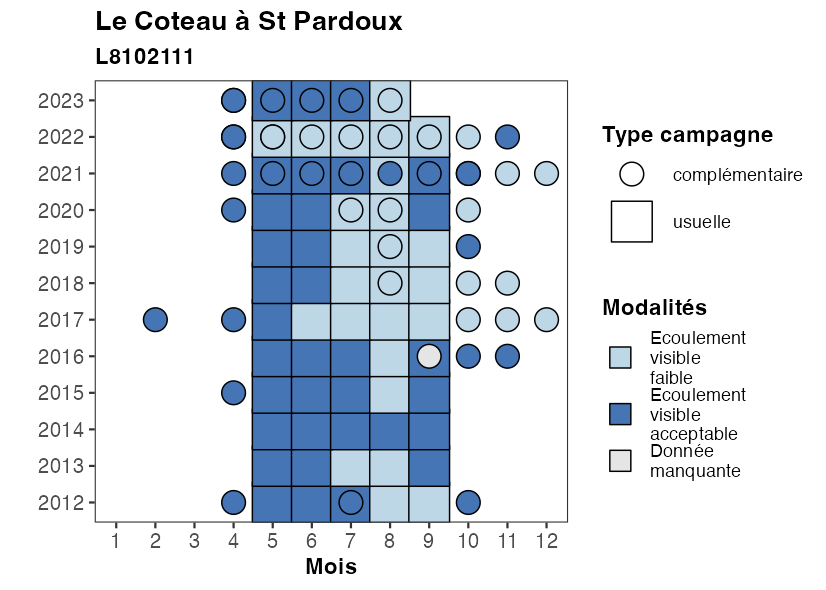 Le Coteau à St Pardoux
L8102111
2023
2022
2021
2020
2019
2018
2017
2016
2015
2014
2013
2012
1 2 3 4 5 6 7 8 9 10 11 12
Mois
Type campagne
complémentaire
usuelle
Modalités
Ecoulement
visible
faible
Ecoulement
visible
acceptable
Donnée
manquante